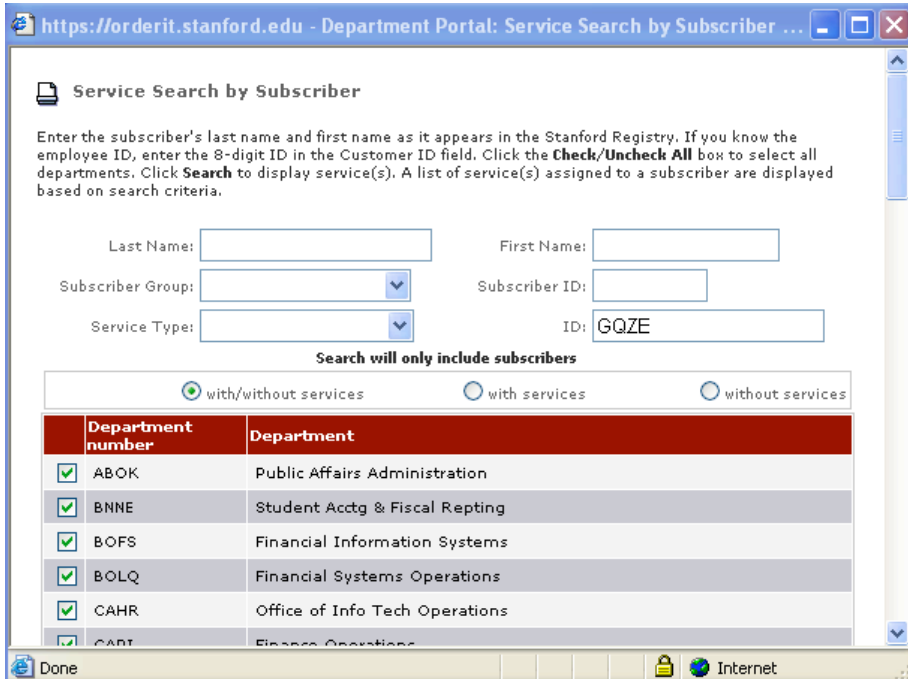 https://orderit.stanford.edu - Department Portal: Service Search by Subscriber ...
Service Search by Subscriber
Enter the subscriber's last name and first name as it appears in the Stanford Registry. If you know the
employee ID, enter the 8-digit ID in the Customer ID field. Click the Check/Uncheck All box to select all
departments. Click Search to display service(s). A list of service(s) assigned to a subscriber are displayed
based on search criteria.
Last Name: First Name:
Subscriber Group: Subscriber ID:
Service Type: ID: GQZE
Search will only include subscribers
with/without services with services without services
Department number Department
ABOK Public Affairs Administration
BNNE Student Acctg & Fiscal Repting
BOFS Financial Information Systems
BOLQ Financial Systems Operations
CAHR Office of Info Tech Operations
Finance Operations
Done Internet